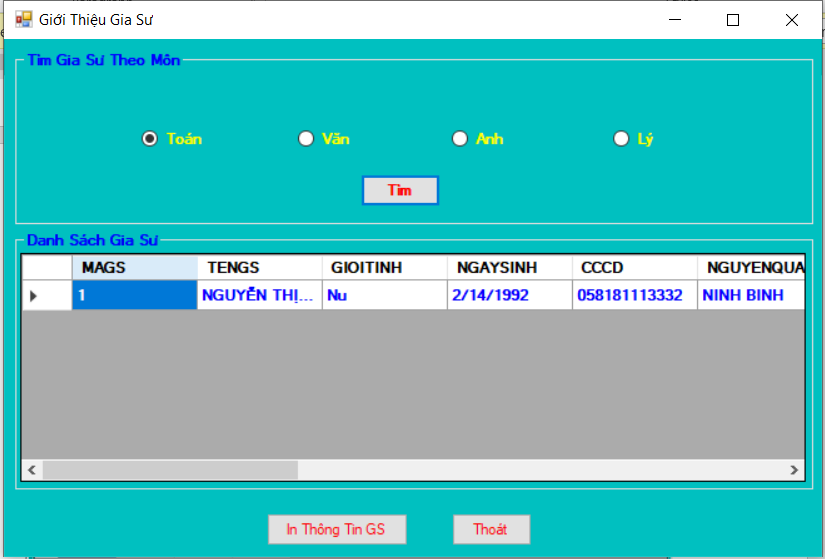 Giới Thiệu Gia Sư
Tìm Gia Sư Theo Môn
Toán Văn Anh Lý
Tìm
Danh Sách Gia Sư
MAGS TENGS GIOITINH NGAYSINH CCCD NGUYENQUA
1 NGUYỄN THỊ... Nu 2/14/1992 058181113332 NINH BINH
In Thông Tin GS Thoát